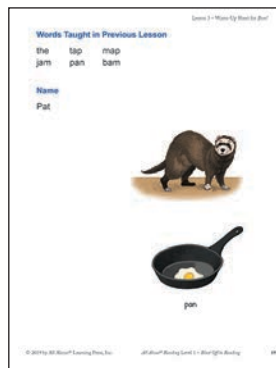 Words Taught in Previous Lesson
the tap map
jam pan bam
Name
Pat
pan